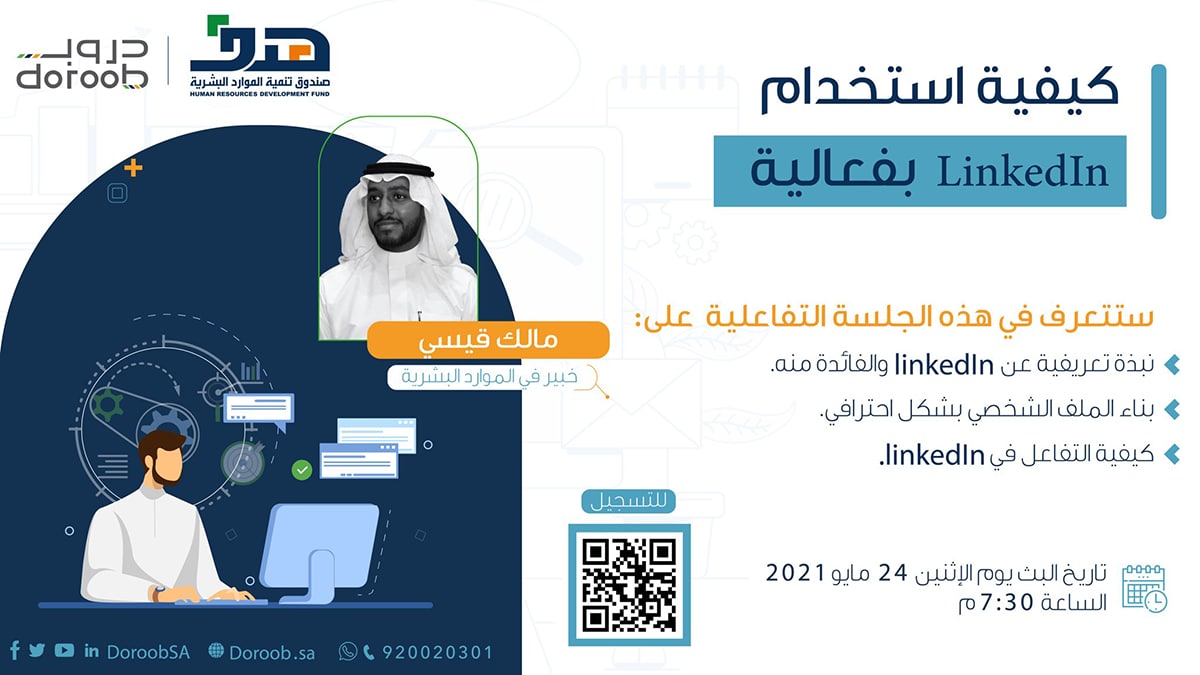 دروب
doroob
هدف
صندوق تنمية الموارد البشرية
HUMAN RESOURCES DEVELOPMENT FUND
كيفية استخدام
LinkedIn بفعالية
مالك قيسي
خبير في الموارد البشرية
ستتعرف في هذه الجلسة التفاعلية على:
نبذة تعريفية عن linkedIn والفائدة منه.
بناء الملف الشخصي بشكل احترافي.
كيفية التفاعل في linkedIn.
للتسجيل
تاريخ البث يوم الإثنين 24 مايو 2021
الساعة 7:30 م
DoroobSA Doroob.sa 920020301